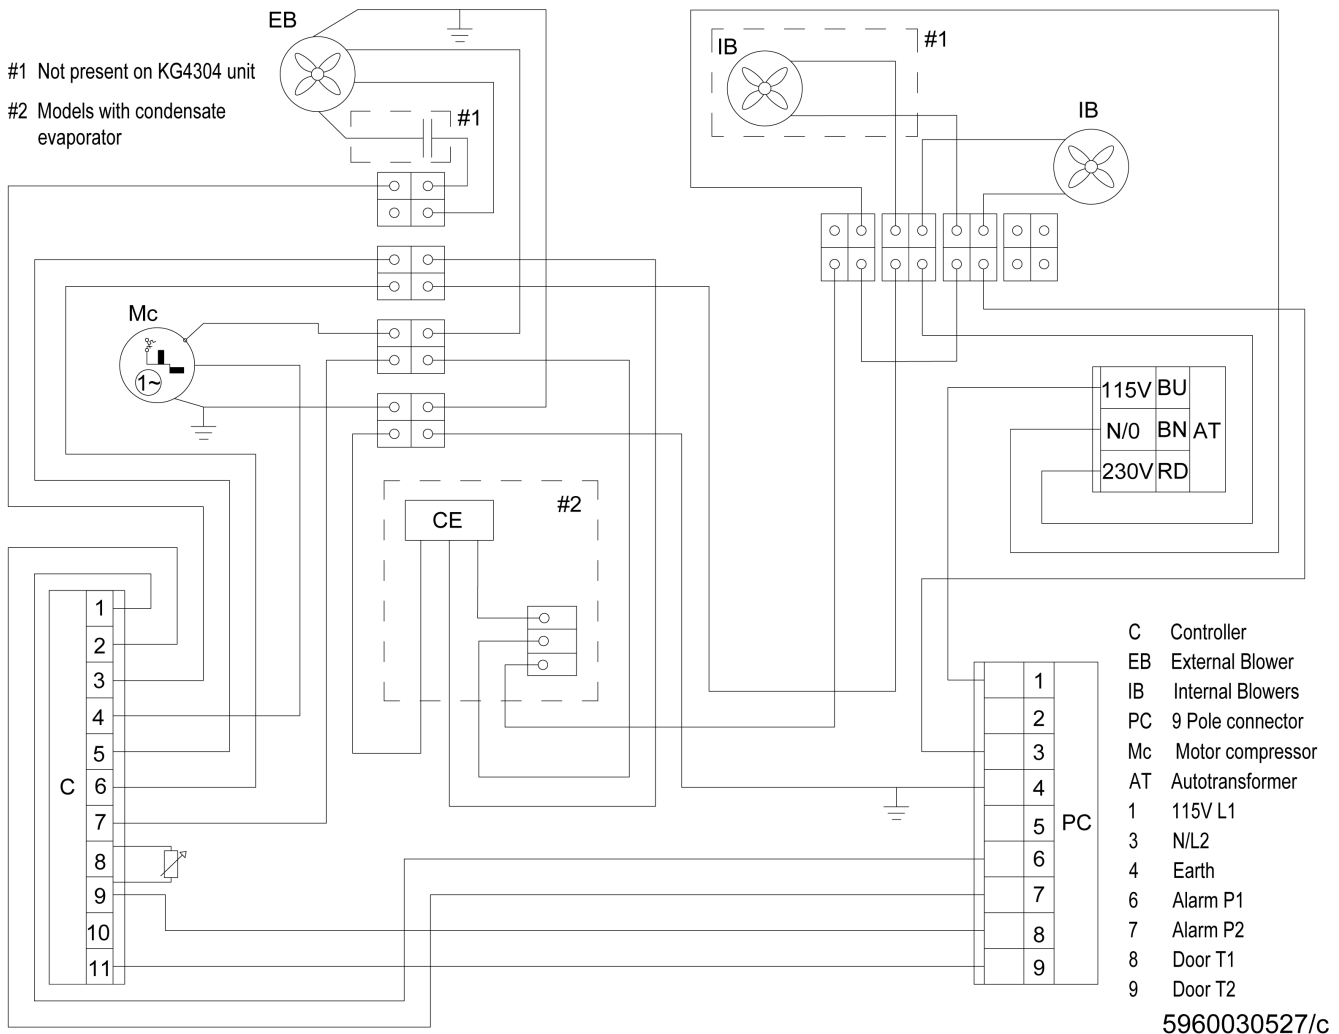 EB
#1 Not present on KG4304 unit
#2 Models with condensate
evaporator
#1
IB
#1
IB
Mc
1~
115V BU
N/0 BN AT
230V RD
CE
#2
C
1
2
3
4
5
6
7
8
9
10
11
1
2
3
4
5
6
7
8
9
PC
C Controller
EB External Blower
IB Internal Blowers
PC 9 Pole connector
Mc Motor compressor
AT Autotransformer
1 115V L1
3 N/L2
4 Earth
6 Alarm P1
7 Alarm P2
8 Door T1
9 Door T2
5960030527/c